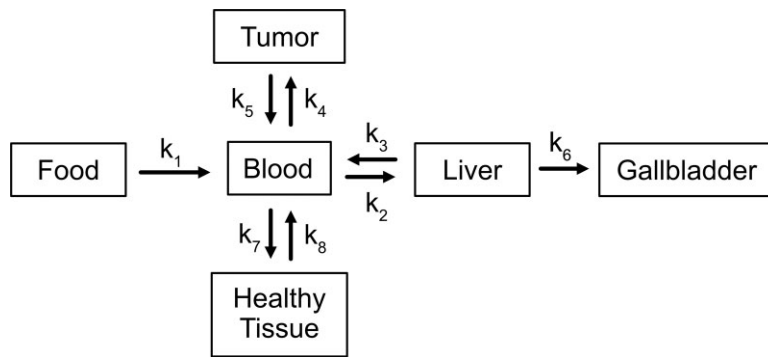 Tumor
k₅
k₄
Food
k₁
Blood
k₃
k₂
Liver
k₆
Gallbladder
k₇
k₈
Healthy
Tissue